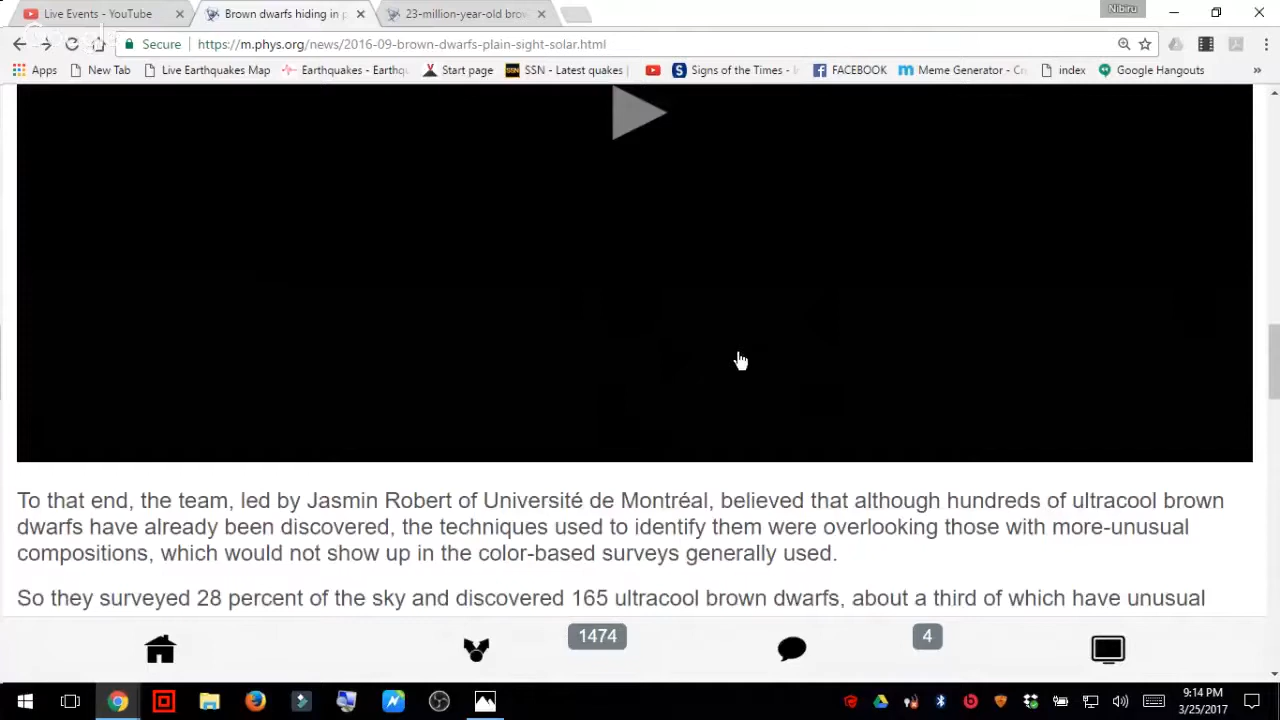 Live Events - YouTube
Brown dwarfs hiding in p
23-million-year-old brow
Nibiru
Secure
https://m.phys.org/news/2016-09-brown-dwarfs-plain-sight-solar.html
Apps
New Tab
Live Earthquakes Map
Earthquakes - Earthqu
Start page
SSN
SSN - Latest quakes |
Signs of the Times - I
FACEBOOK
Meme Generator - Cr
index
Google Hangouts
»
To that end, the team, led by Jasmin Robert of Université de Montréal, believed that although hundreds of ultracool brown
dwarfs have already been discovered, the techniques used to identify them were overlooking those with more-unusual
compositions, which would not show up in the color-based surveys generally used.
So they surveyed 28 percent of the sky and discovered 165 ultracool brown dwarfs, about a third of which have unusual
1474
4
9:14 PM
3/25/2017